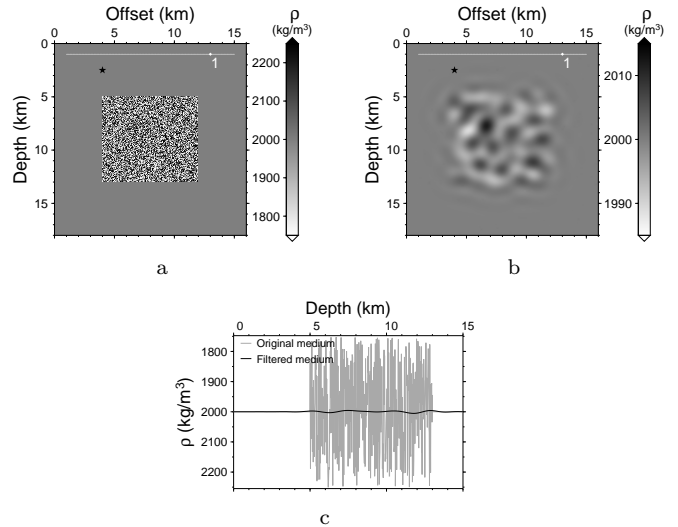 Offset (km)
ρ
(kg/m³)
0 5 10 15
0
5
10
15
Depth (km)
1
2200
2100
2000
1900
1800
a
Offset (km)
ρ
(kg/m³)
0 5 10 15
0
5
10
15
Depth (km)
1
2010
2000
1990
b
Depth (km)
0 5 10 15
Original medium
Filtered medium
1800
1900
2000
2100
2200
ρ (kg/m³)
c